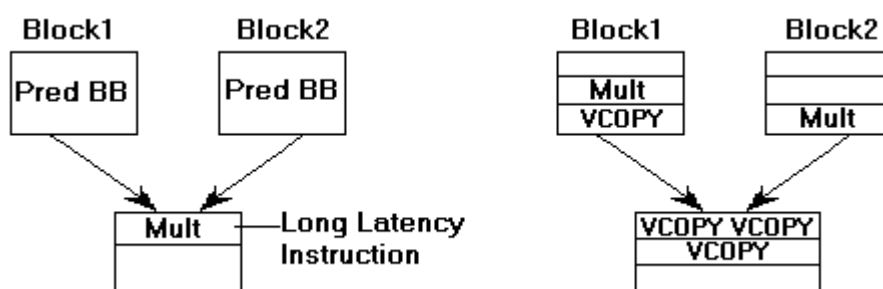 Block1 Block2 Block1 Block2
Pred BB Pred BB
Mult
VCOPY Mult
Mult Long Latency VCOPY VCOPY
Instruction VCOPY